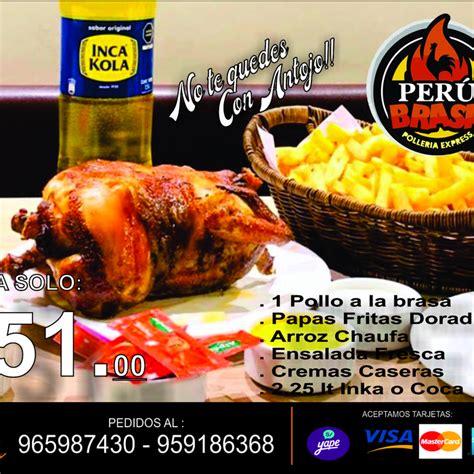 sabor original
INCA
KOLA
No te quedes
Con Antojo!!
PERÚ
BRASA
POLLERIA EXPRESS
A SOLO:
51.00
. 1 Pollo a la brasa
. Papas Fritas Dorad
. Arroz Chaufa
. Ensalada Fresca
. Cremas Caseras
. 2.25 lt Inka o Coca
PEDIDOS AL :
965987430 - 959186368
ACEPTAMOS TARJETAS:
S/
yape
VISA
MasterCard